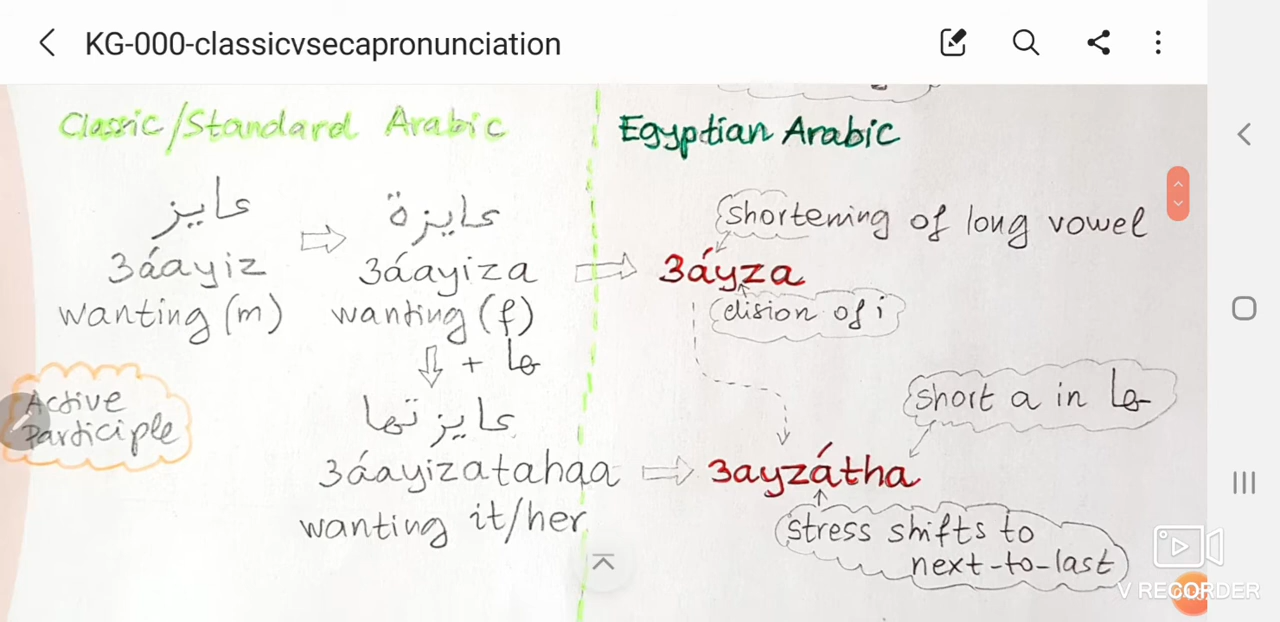 KG-000-classicvsecapronunciation
Classic/Standard Arabic
Egyptian Arabic
عايز
عايزة
shortening of long vowel
3áayiz
3áayiza
3áyza
wanting (m)
wanting (f)
elision of i
+ ها
Active
Participle
عايزتها
short a in ها
3áayizatahaa
3ayzátha
wanting it/her
stress shifts to
next-to-last
V RECORDER